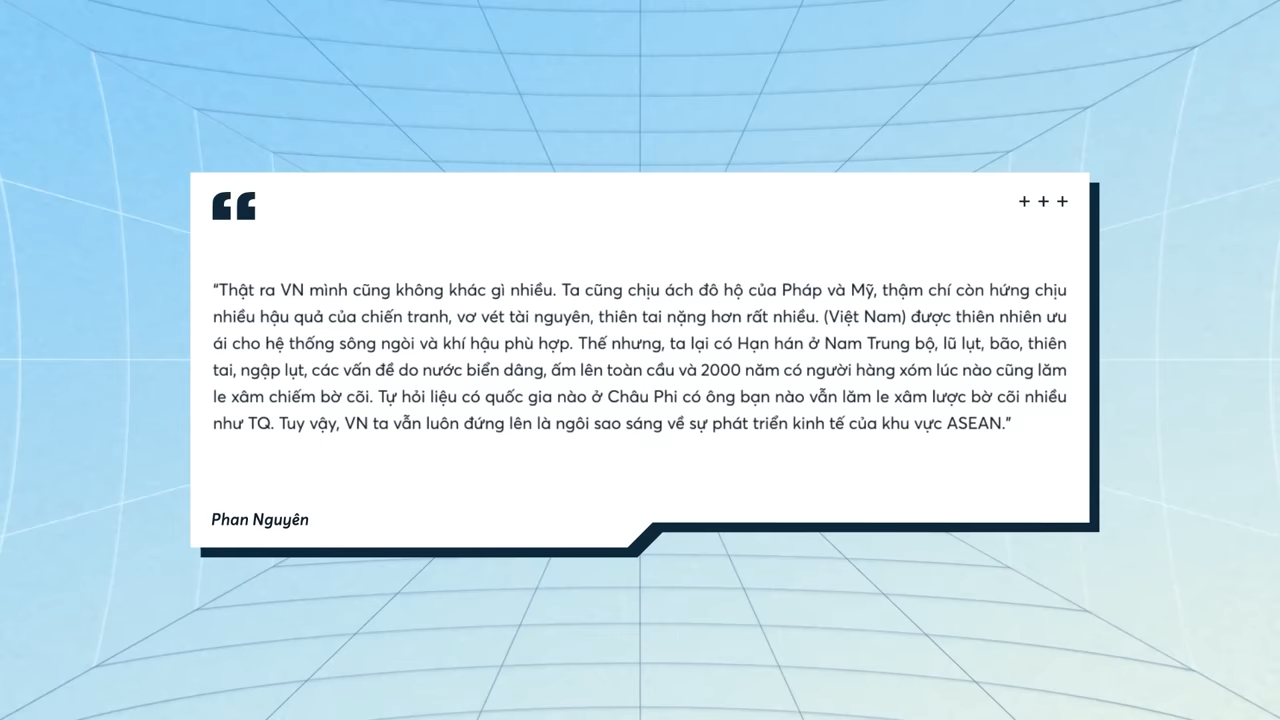 “Thật ra VN mình cũng không khác gì nhiều. Ta cũng chịu ách đô hộ của Pháp và Mỹ, thậm chí còn hứng chịu
nhiều hậu quả của chiến tranh, vơ vét tài nguyên, thiên tai nặng hơn rất nhiều. (Việt Nam) được thiên nhiên ưu
ái cho hệ thống sông ngòi và khí hậu phù hợp. Thế nhưng, ta lại có Hạn hán ở Nam Trung bộ, lũ lụt, bão, thiên
tai, ngập lụt, các vấn đề do nước biển dâng, ấm lên toàn cầu và 2000 năm có người hàng xóm lúc nào cũng lăm
le xâm chiếm bờ cõi. Tự hỏi liệu có quốc gia nào ở Châu Phi có ông bạn nào vẫn lăm le xâm lược bờ cõi nhiều
như TQ. Tuy vậy, VN ta vẫn luôn đứng lên là ngôi sao sáng về sự phát triển kinh tế của khu vực ASEAN.”
Phan Nguyên